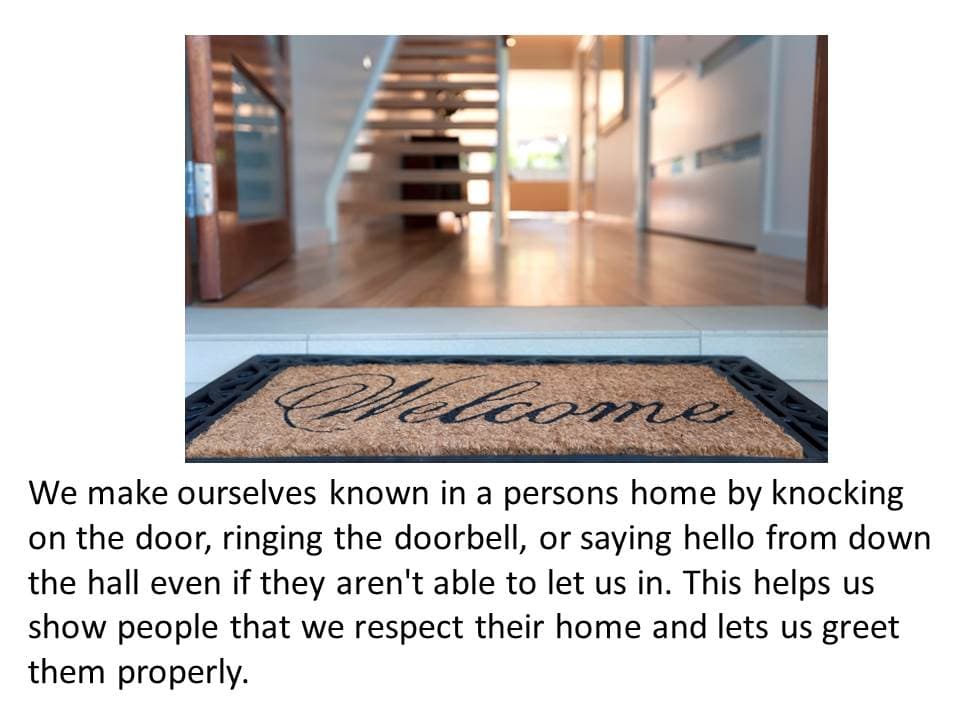 Welcome
We make ourselves known in a persons home by knocking
on the door, ringing the doorbell, or saying hello from down
the hall even if they aren't able to let us in. This helps us
show people that we respect their home and lets us greet
them properly.